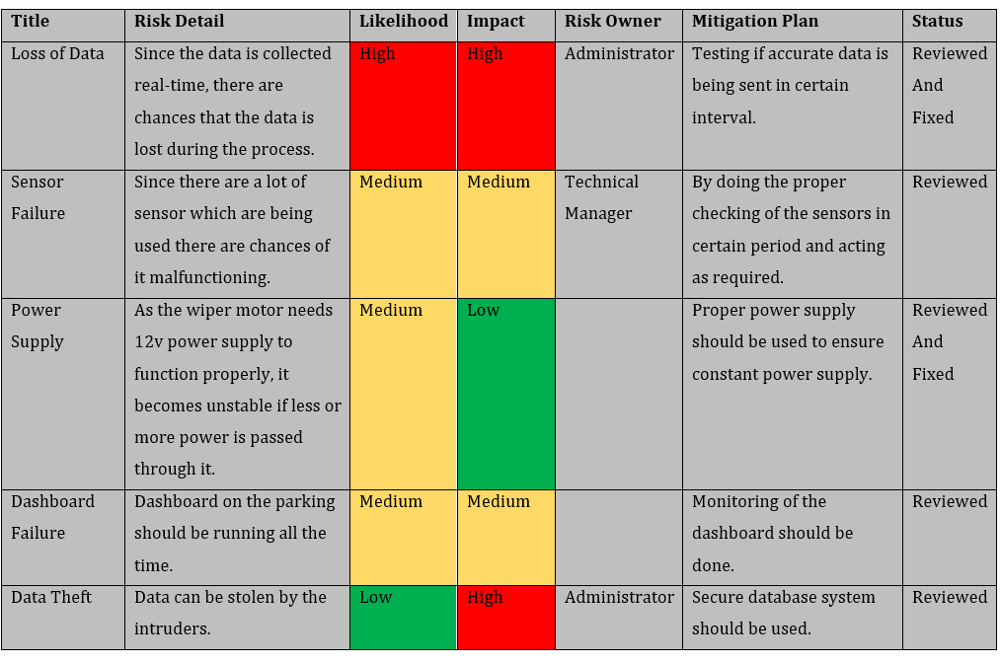 Title Risk Detail Likelihood Impact Risk Owner Mitigation Plan Status
Loss of Data Since the data is collected High High Administrator Testing if accurate data is Reviewed
real-time, there are being sent in certain And
chances that the data is interval. Fixed
lost during the process.
Sensor Since there are a lot of Medium Medium Technical By doing the proper Reviewed
Failure sensor which are being Manager checking of the sensors in
used there are chances of certain period and acting
it malfunctioning. as required.
Power As the wiper motor needs Medium Low Proper power supply Reviewed
Supply 12v power supply to should be used to ensure And
function properly, it constant power supply. Fixed
becomes unstable if less or
more power is passed
through it.
Dashboard Dashboard on the parking Medium Medium Monitoring of the Reviewed
Failure should be running all the dashboard should be
time. done.
Data Theft Data can be stolen by the Low High Administrator Secure database system Reviewed
intruders. should be used.